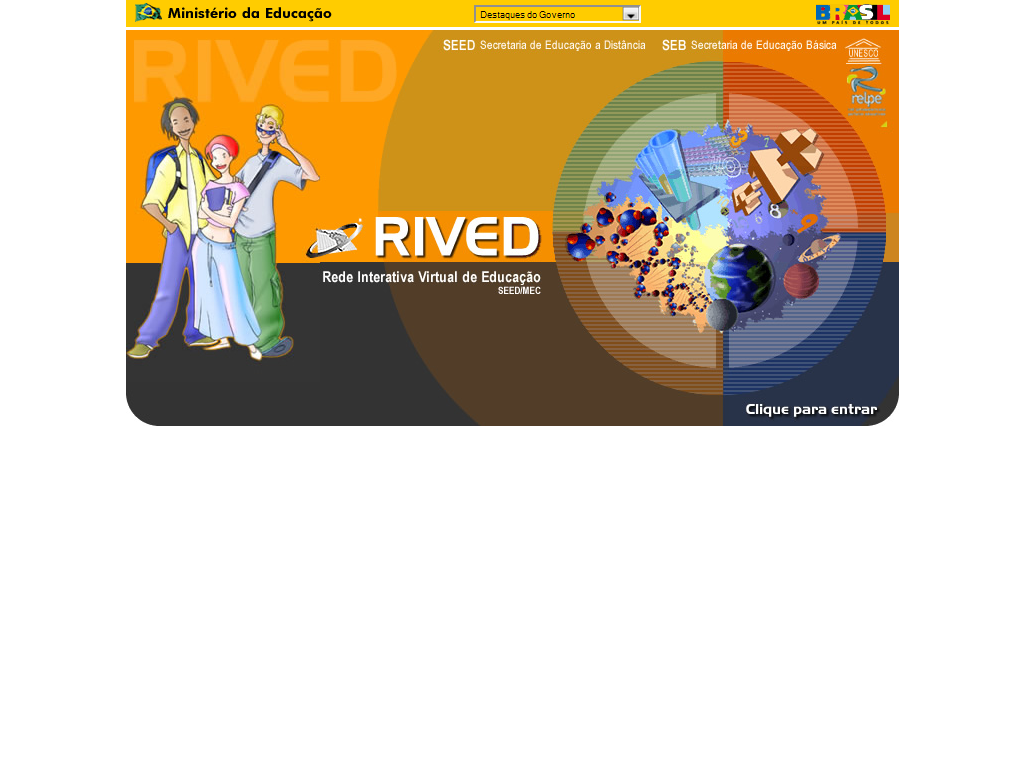 Ministério da Educação
Destaques do Governo
BRASIL
UM PAÍS DE TODOS
SEED Secretaria de Educação a Distância
SEB Secretaria de Educação Básica
UNESCO
RIVED
relpe
RIVED
Rede Interativa Virtual de Educação
SEED/MEC
Clique para entrar